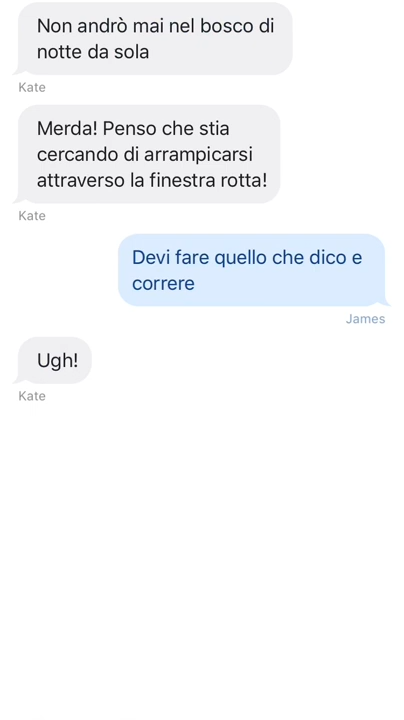 Non andrò mai nel bosco di
notte da sola
Kate
Merda! Penso che stia
cercando di arrampicarsi
attraverso la finestra rotta!
Kate
Devi fare quello che dico e
correre
James
Ugh!
Kate